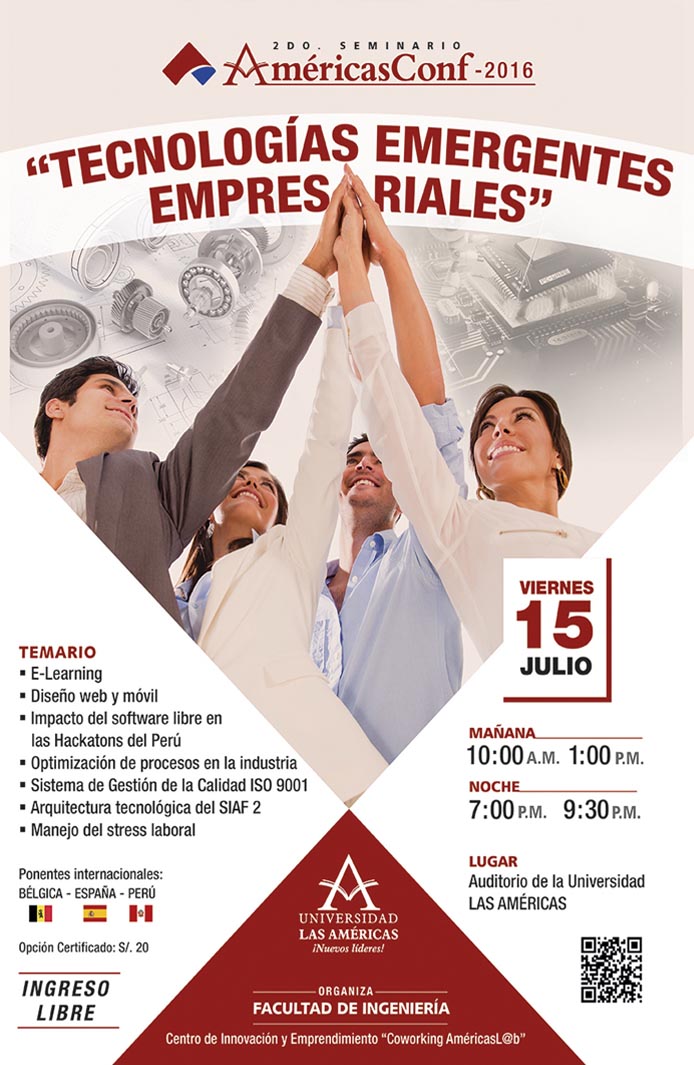 2DO. SEMINARIO
AméricasConf -2016
“TECNOLOGÍAS EMERGENTES
EMPRESARIALES”
VIERNES
15
JULIO
TEMARIO
▪ E-Learning
▪ Diseño web y móvil
▪ Impacto del software libre en
las Hackatons del Perú
▪ Optimización de procesos en la industria
▪ Sistema de Gestión de la Calidad ISO 9001
▪ Arquitectura tecnológica del SIAF 2
▪ Manejo del stress laboral
MAÑANA
10:00 A.M. 1:00 P.M.
NOCHE
7:00 P.M. 9:30 P.M.
LUGAR
Auditorio de la Universidad
LAS AMÉRICAS
Ponentes internacionales:
BÉLGICA - ESPAÑA - PERÚ
Opción Certificado: S/. 20
INGRESO
LIBRE
UNIVERSIDAD
LAS AMÉRICAS
¡Nuevos líderes!
ORGANIZA
FACULTAD DE INGENIERÍA
Centro de Innovación y Emprendimiento “Coworking AméricasL@b”